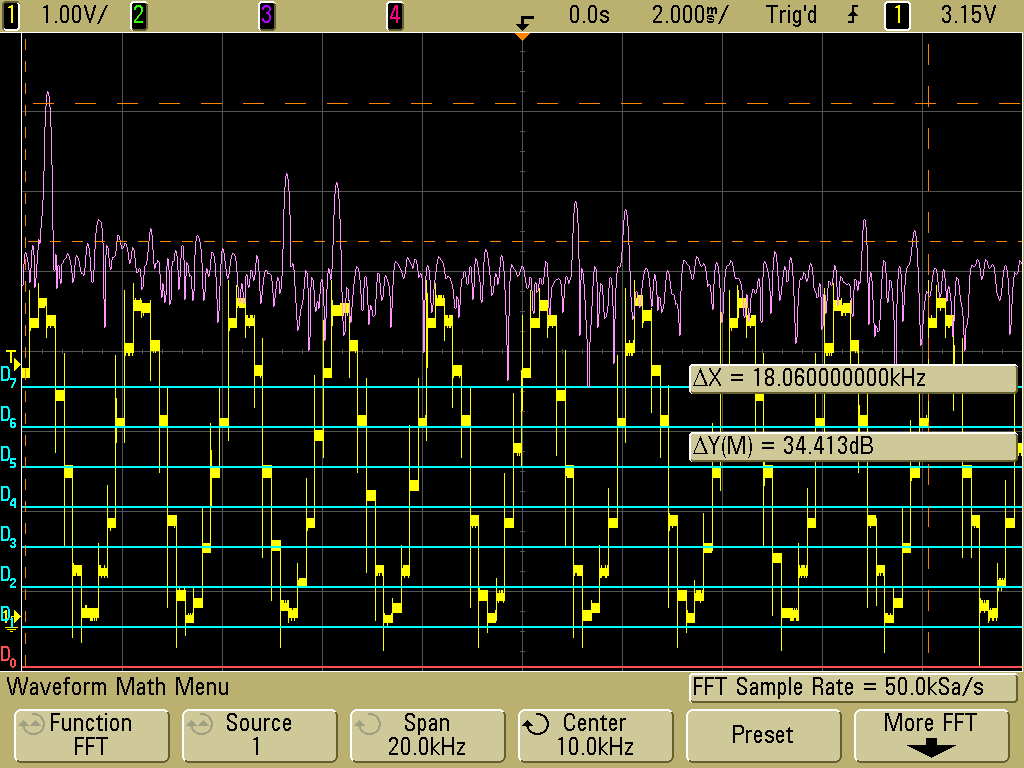 1 1.00V/ 2 3 4 0.0s 2.000ms/ Trig'd 1 3.15V
T
D7
ΔX = 18.060000000kHz
D6
ΔY(M) = 34.413dB
D5
D4
D3
D2
1
D0
Waveform Math Menu
FFT Sample Rate = 50.0kSa/s
Function
FFT
Source
1
Span
20.0kHz
Center
10.0kHz
Preset
More FFT